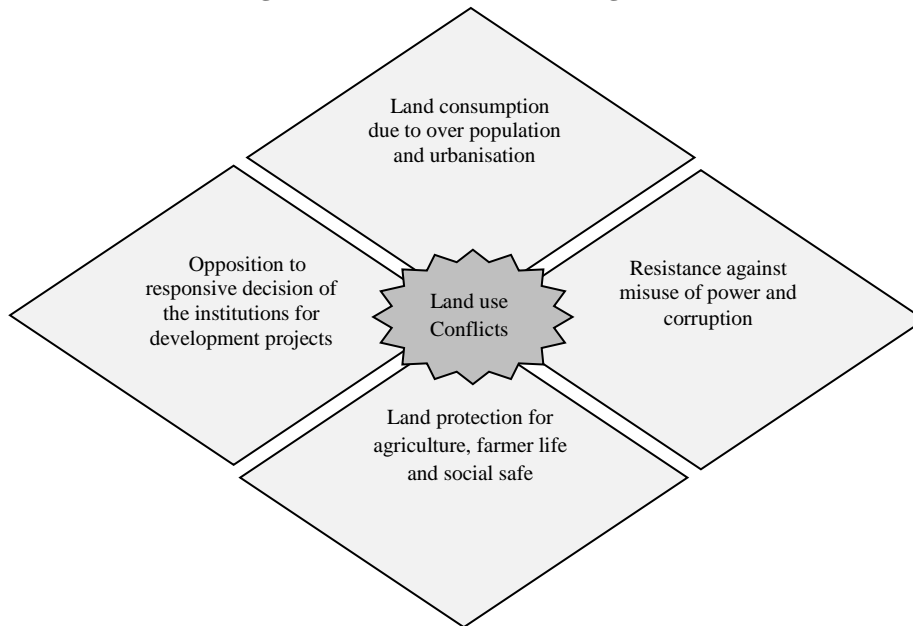 Land consumption
due to over population
and urbanisation
Opposition to
responsive decision of
the institutions for
development projects
Land use
Conflicts
Resistance against
misuse of power and
corruption
Land protection for
agriculture, farmer life
and social safe